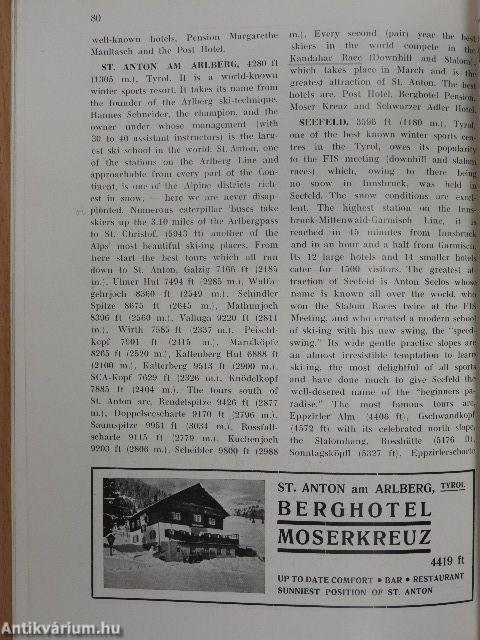 80
well-known hotels, Pension Margarethe
Maultasch and the Post Hotel.
ST. ANTON AM ARLBERG, 4280 ft
(1305 m.), Tyrol. It is a world-known
winter sports resort. It takes its name from
the founder of the Arlberg ski-technique,
Hannes Schneider, the champion, and the
owner under whose management (with
30 to 40 assistant instructors) is the larg-
est ski school in the world. St. Anton, one
of the stations on the Arlberg Line and
approachable from every part of the Con-
tinent, is one of the Alpine districts rich-
est in snow, — here we are never disap-
pointed. Numerous caterpillar 'buses take
skiers up the 3.10 miles of the Arlbergpass
to St. Christof, (5943 ft) another of the
Alps' most beautiful ski-ing places. From
here start the best tours which all run
down to St. Anton, Galzig 7166 ft (2185
m.), Ulmer Hut 7494 ft (2285 m.), Walfa-
gehrjoch 8360 ft (2549 m.), Schindler
Spitze 8675 ft (2645 m.), Mathunjoch
8396 ft (2560 m.), Valluga 9220 ft (2811
m.), Wirth 7585 ft (2337 m.), Peischl-
kopf 7901 ft (2415 m.), Maroiköpfe
8265 ft (2520 m.), Kaltenberg Hut 6888 ft
(2100 m.), Kalterberg 9513 ft (2900 m.),
SCA-Kopf 7629 ft (2326 m.), Knödelkopf
7885 ft (2404 m.). The tours south of
St. Anton are, Rendelspitze 9426 ft (2877
m.), Doppelseescharte 9170 ft (2796 m.),
Saumspitze 9951 ft (3034 m.), Rossfall-
scharte 9115 ft (2779 m.), Kuchenjoch
9203 ft (2806 m.), Scheibler 9800 ft (2988
m.). Every second (pair) year the best
skiers in the world compete in the
Kandahar Race (Downhill and Slalom),
which takes place in March and is the
greatest attraction of St. Anton. The best
hotels are, Post Hotel, Berghotel Pension,
Moser Kreuz and Schwarzer Adler Hotel.
SEEFELD, 3596 ft (1180 m.), Tyrol,
one of the best known winter sports cen-
tres in the Tyrol, owes its popularity
to the FIS meeting (downhill and slalom
races) which, owing to there being
no snow in Innsbruck, was held in
Seefeld. The snow conditions are excel-
lent. The highest station on the Inns-
bruck-Mittenwald-Garmisch Line, it is
reached in 45 minutes from Innsbruck
and in an hour and a half from Garmisch.
Its 12 large hotels and 14 smaller hotels
cater for 1500 visitors. The greatest at-
traction of Seefeld is Anton Seelos whose
name is known all over the world, who
won the Slalom Races twice at the FIS
Meeting, and who created a modern school
of ski-ing with his new swing, the "speed-
swing." Its wide gentle practise slopes are
an almost irresistible temptation to learn
ski-ing, the most delightful of all sports
and have done much to give Seefeld the
well-desered name of the "beginners pa-
radise." The most famous tours are,
Eppzirler Alm (4406 ft), Gschwandkopf
(4572 ft) with its celebrated north slope,
the Slalomhang, Rosshütte (5476 ft),
Sonntagsköpfl (5327 ft), Eppzirlerscharte
ST. ANTON am ARLBERG, TYROL
BERGHOTEL
MOSERKREUZ
4419 ft
UP TO DATE COMFORT • BAR • RESTAURANT
SUNNIEST POSITION OF ST. ANTON
Antikvárium.hu